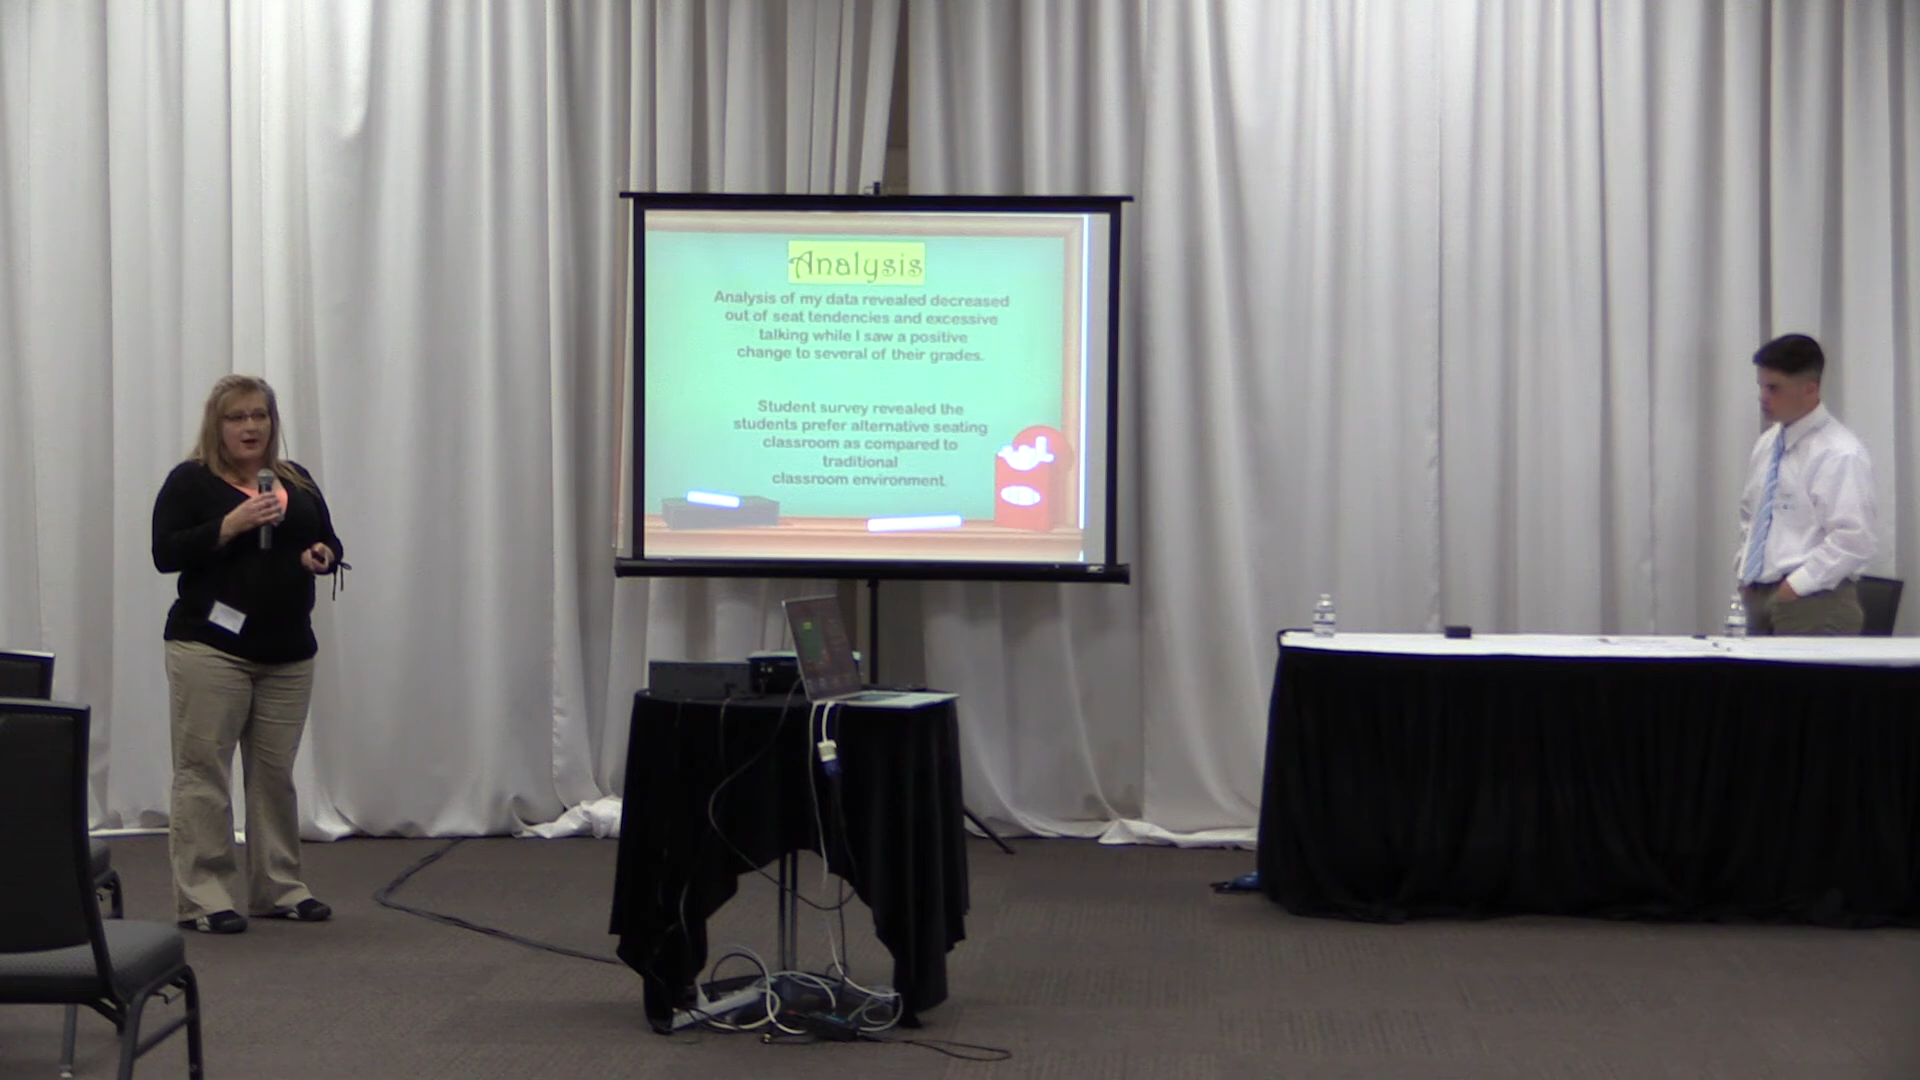 Analysis
Analysis of my data revealed decreased
out of seat tendencies and excessive
talking while I saw a positive
change to several of their grades.
Student survey revealed the
students prefer alternative seating
classroom as compared to
traditional
classroom environment.